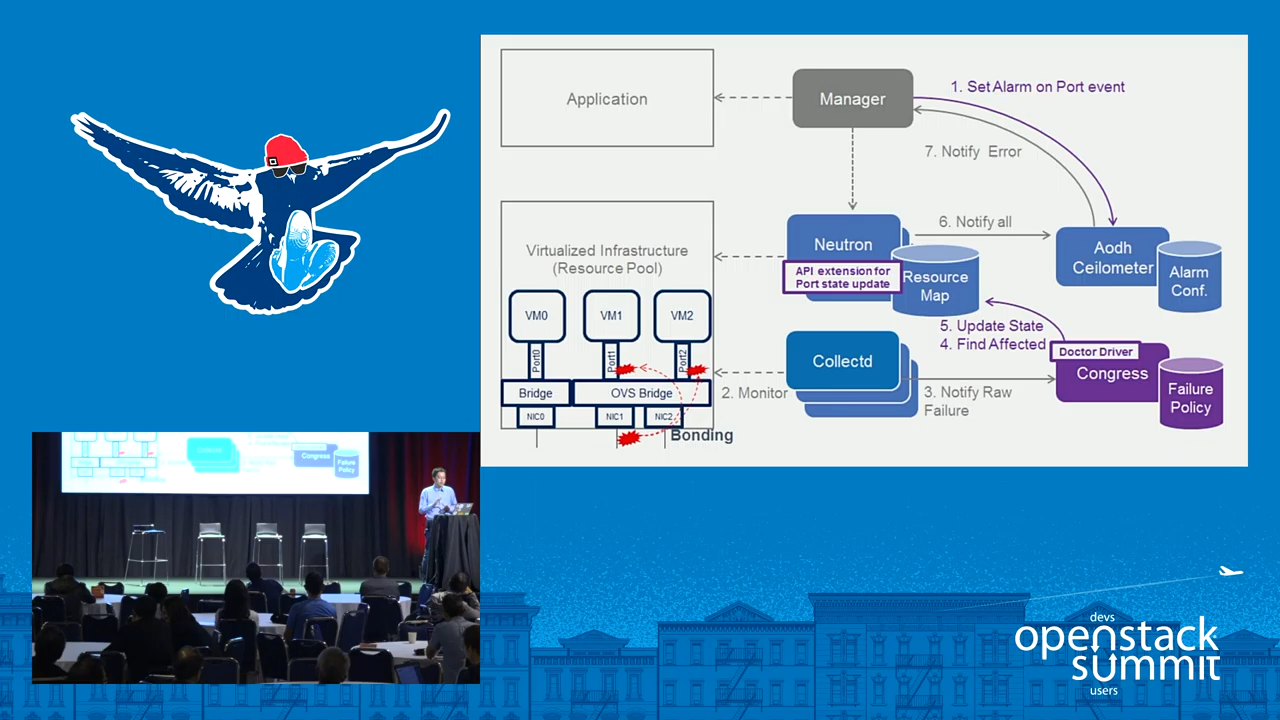 Application
Manager
1. Set Alarm on Port event
7. Notify Error
Virtualized Infrastructure
(Resource Pool)
Neutron
API extension for
Port state update
Resource
Map
6. Notify all
Aodh
Ceilometer
Alarm
Conf.
VM0
VM1
VM2
Port0
Port1
Port2
Bridge
OVS Bridge
NIC0
NIC1
NIC2
Bonding
2. Monitor
Collectd
3. Notify Raw
Failure
5. Update State
4. Find Affected
Doctor Driver
Congress
Failure
Policy
Congress
Failure
Policy
devs
openstack
summit
users